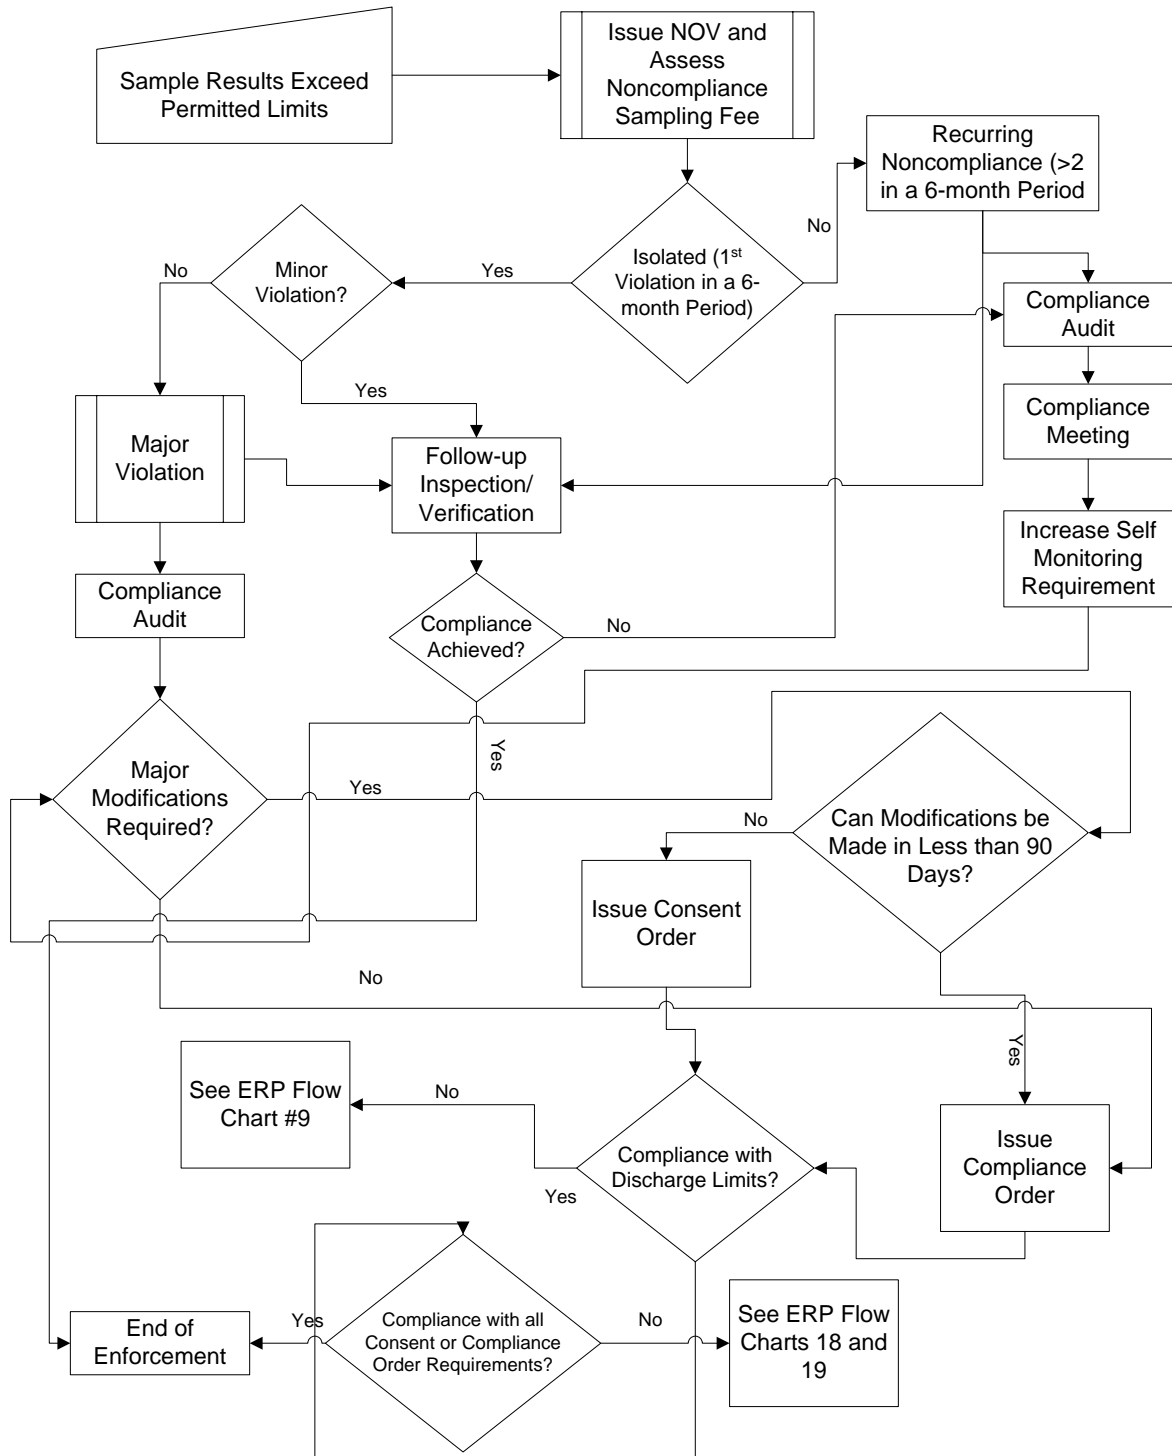 Sample Results Exceed
Permitted Limits
Issue NOV and
Assess
Noncompliance
Sampling Fee
Recurring
Noncompliance (>2
in a 6-month Period
No
Isolated (1st
Violation in a 6-
month Period)
Yes
Minor
Violation?
No
Yes
Compliance
Audit
Compliance
Meeting
Increase Self
Monitoring
Requirement
Major
Violation
Follow-up
Inspection/
Verification
Compliance
Audit
Compliance
Achieved?
No
Yes
Major
Modifications
Required?
Yes
No
Can Modifications be
Made in Less than 90
Days?
No
Yes
Issue Consent
Order
See ERP Flow
Chart #9
No
Compliance with
Discharge Limits?
Yes
Issue
Compliance
Order
End of
Enforcement
Yes
Compliance with all
Consent or Compliance
Order Requirements?
No
See ERP Flow
Charts 18 and
19